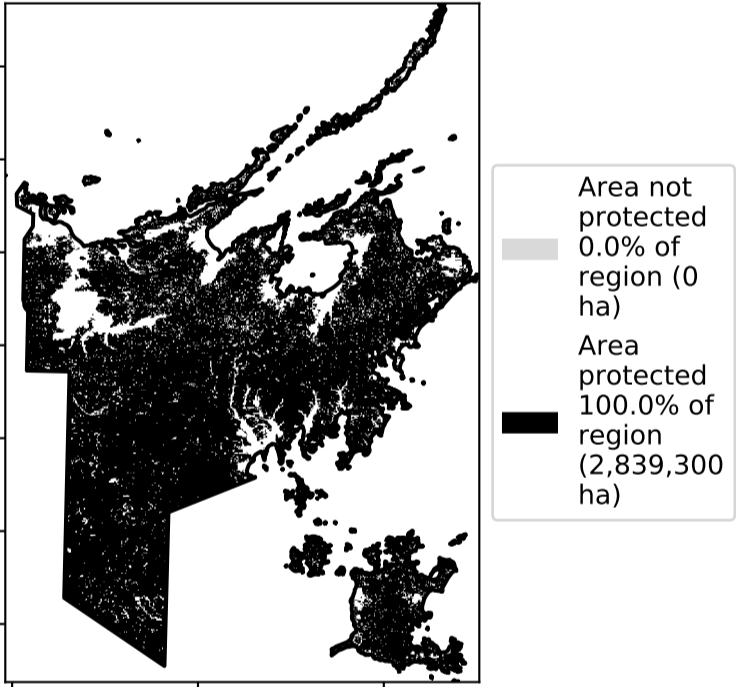 Area not
protected
0.0% of
region (0
ha)
Area
protected
100.0% of
region
(2,839,300
ha)